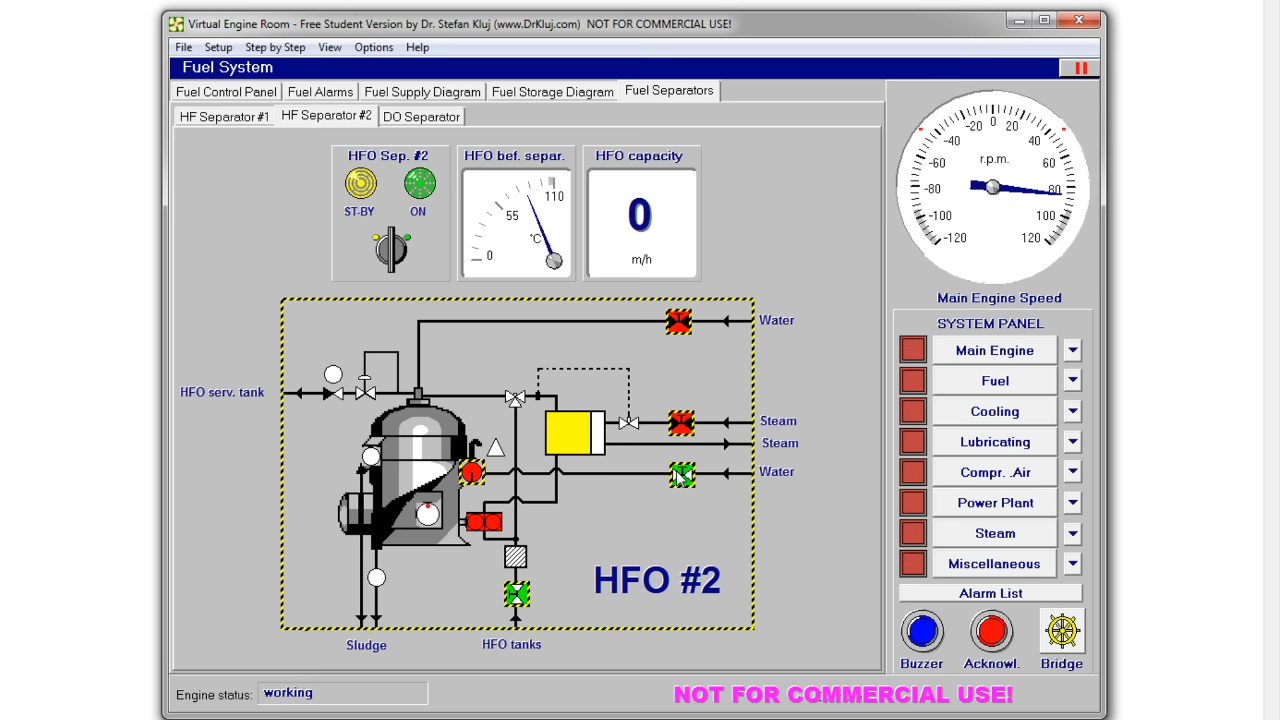 Virtual Engine Room - Free Student Version by Dr. Stefan Kluj (www.DrKluj.com)  NOT FOR COMMERCIAL USE!
File Setup Step by Step View Options Help
Fuel System
Fuel Control Panel Fuel Alarms Fuel Supply Diagram Fuel Storage Diagram Fuel Separators
HF Separator #1 HF Separator #2 DO Separator
HFO Sep. #2
ST-BY ON
HFO bef. separ.
110
55
°C
0
HFO capacity
0
m/h
Water
HFO serv. tank
Steam
Steam
Water
HFO #2
Sludge
HFO tanks
0
-20 20
-40 40
r.p.m.
-60 60
-80 80
-100 100
-120 120
Main Engine Speed
SYSTEM PANEL
Main Engine
Fuel
Cooling
Lubricating
Compr. .Air
Power Plant
Steam
Miscellaneous
Alarm List
Buzzer Acknowl. Bridge
Engine status: working
NOT FOR COMMERCIAL USE!